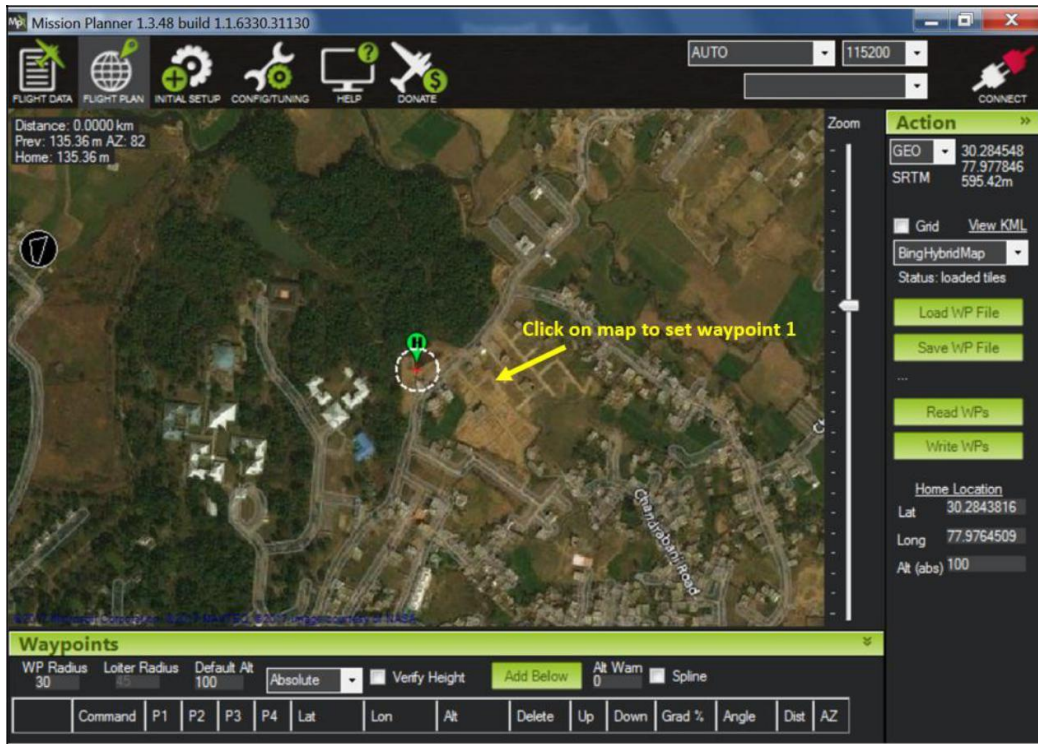 Mission Planner 1.3.48 build 1.1.6330.31130
FLIGHT DATA FLIGHT PLAN INITIAL SETUP CONFIG/TUNING HELP DONATE
AUTO 115200
CONNECT
Distance: 0.0000 km
Prev: 135.36 m AZ: 82
Home: 135.36 m
Zoom
Click on map to set waypoint 1
H
Chandrabani Road
Action »
GEO 30.284548
77.977846
SRTM 595.42m
Grid View KML
BingHybridMap
Status: loaded tiles
Load WP File
Save WP File
...
Read WPs
Write WPs
Home Location
Lat 30.2843816
Long 77.9764509
Alt (abs) 100
Waypoints
WP Radius Loiter Radius Default Alt Alt Warn
30 45 100 Absolute Verify Height Add Below 0 Spline
Command P1 P2 P3 P4 Lat Lon Alt Delete Up Down Grad % Angle Dist AZ